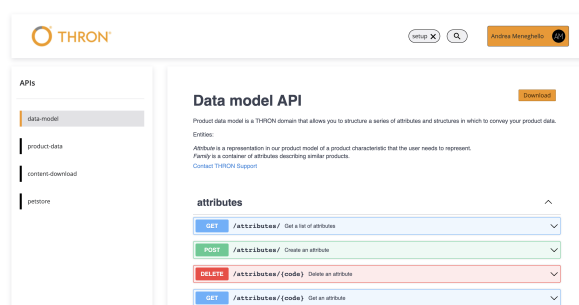 THRON
setup X
Andrea Meneghello AM
APIs
data-model
product-data
content-download
petstore
Data model API
Download
Product data model is a THRON domain that allows you to structure a series of attributes and structures in which to convey your product data.
Entities:
Attribute is a representation in our product model of a product characteristic that the user needs to represent.
Family is a container of attributes describing similar products.
Contact THRON Support
attributes
GET /attributes/ Get a list of attributes
POST /attributes/ Create an attribute
DELETE /attributes/{code} Delete an attribute
GET /attributes/{code} Get an attribute